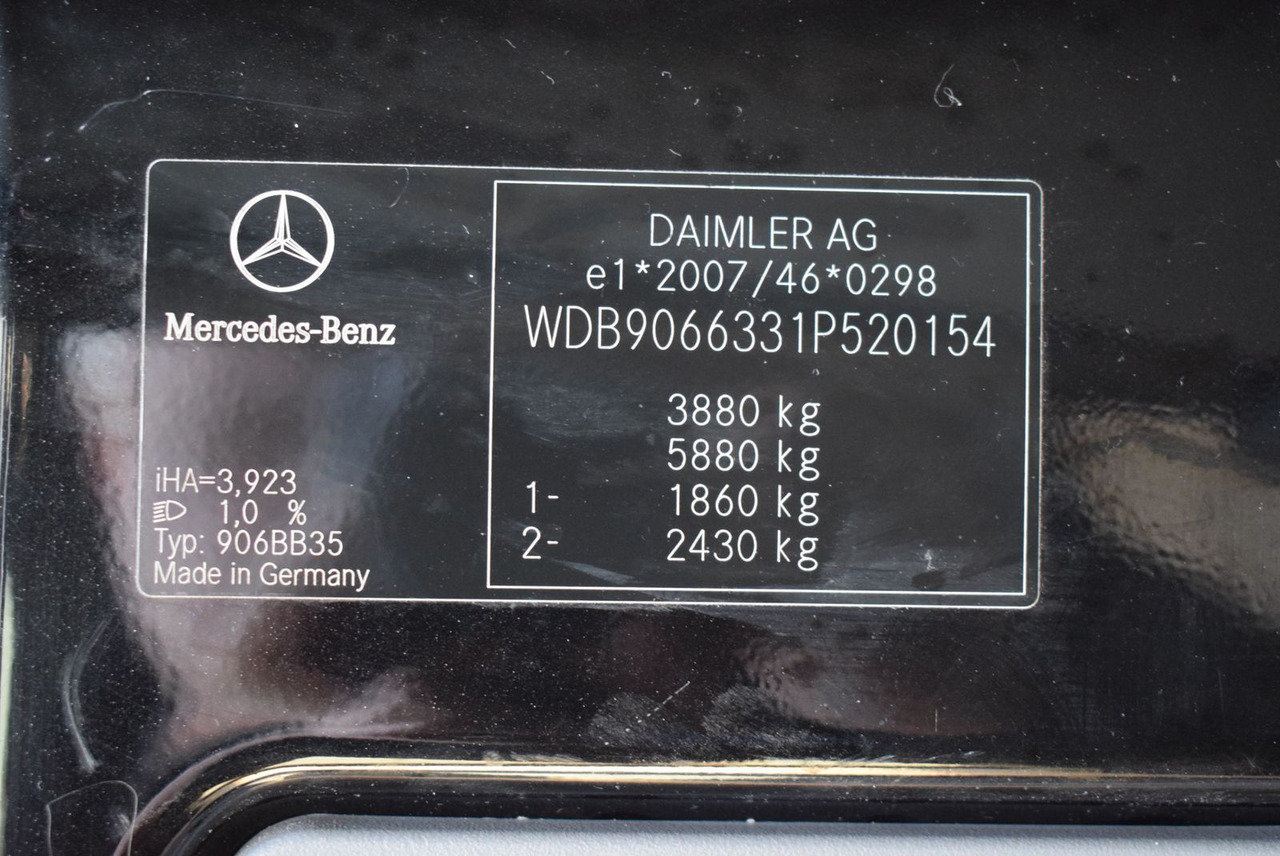 Mercedes-Benz
iHA=3,923
1,0 %
Typ: 906BB35
Made in Germany
DAIMLER AG
e1*2007/46*0298
WDB9066331P520154
3880 kg
5880 kg
1- 1860 kg
2- 2430 kg